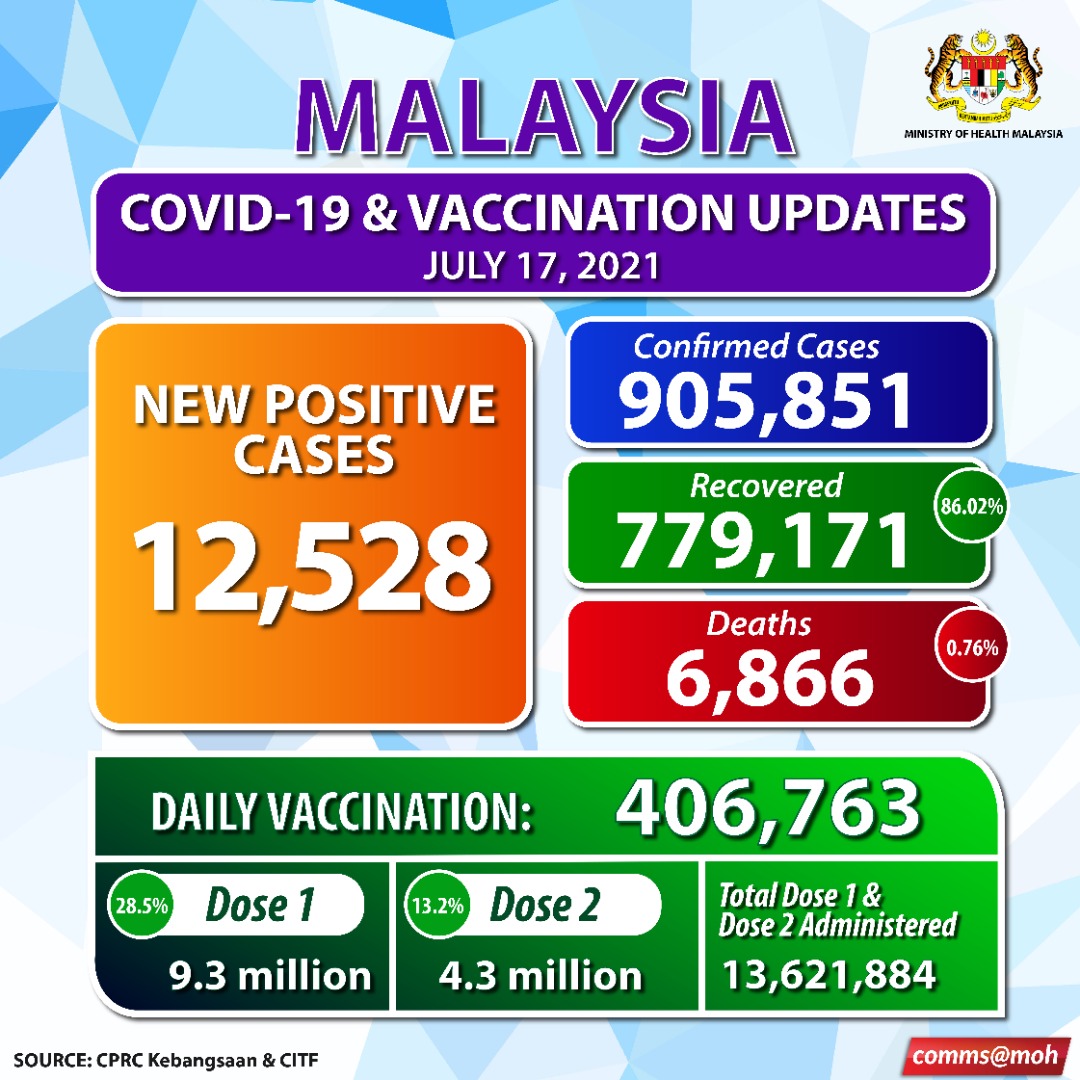 MALAYSIA
MINISTRY OF HEALTH MALAYSIA
COVID-19 & VACCINATION UPDATES
JULY 17, 2021
NEW POSITIVE
CASES
12,528
Confirmed Cases
905,851
Recovered
779,171
86.02%
Deaths
6,866
0.76%
DAILY VACCINATION: 406,763
28.5% Dose 1
9.3 million
13.2% Dose 2
4.3 million
Total Dose 1 &
Dose 2 Administered
13,621,884
SOURCE: CPRC Kebangsaan & CITF
comms@moh